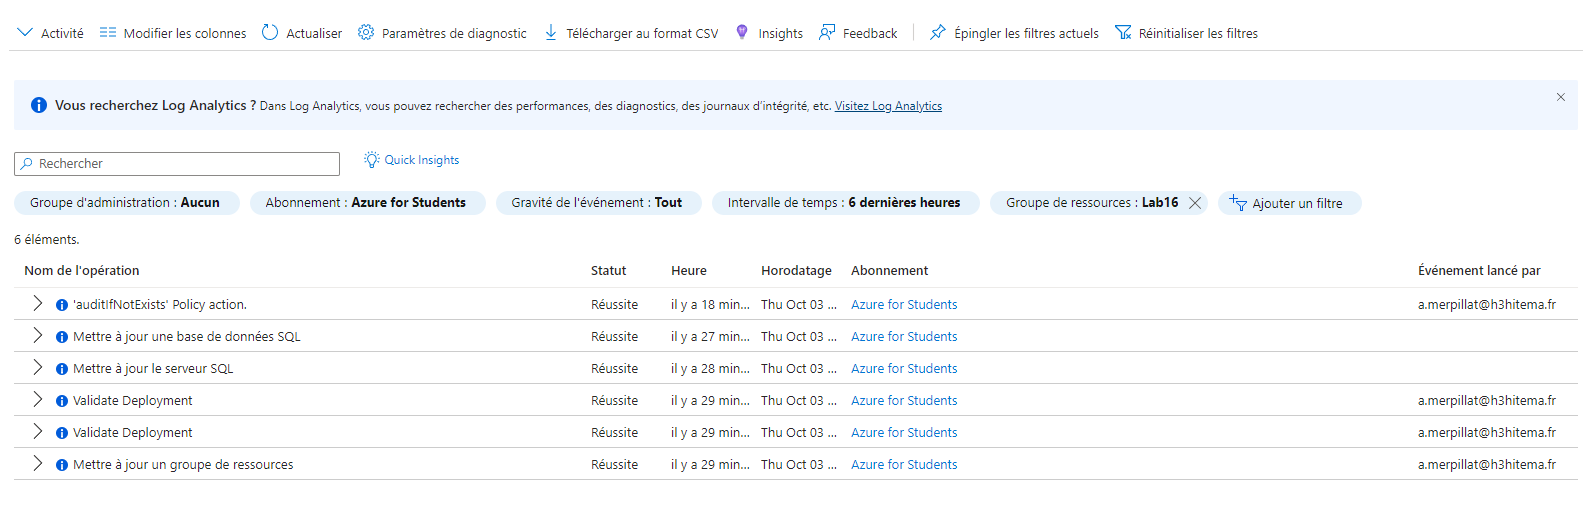 Activité Modifier les colonnes Actualiser Paramètres de diagnostic Télécharger au format CSV Insights Feedback Épingler les filtres actuels Réinitialiser les filtres
Vous recherchez Log Analytics ? Dans Log Analytics, vous pouvez rechercher des performances, des diagnostics, des journaux d'intégrité, etc. Visitez Log Analytics
Rechercher Quick Insights
Groupe d'administration : Aucun Abonnement : Azure for Students Gravité de l'événement : Tout Intervalle de temps : 6 dernières heures Groupe de ressources : Lab16 Ajouter un filtre
6 éléments.
Nom de l'opération Statut Heure Horodatage Abonnement Événement lancé par
'auditIfNotExists' Policy action. Réussite il y a 18 min... Thu Oct 03 ... Azure for Students a.merpillat@h3hitema.fr
Mettre à jour une base de données SQL Réussite il y a 27 min... Thu Oct 03 ... Azure for Students
Mettre à jour le serveur SQL Réussite il y a 28 min... Thu Oct 03 ... Azure for Students
Validate Deployment Réussite il y a 29 min... Thu Oct 03 ... Azure for Students a.merpillat@h3hitema.fr
Validate Deployment Réussite il y a 29 min... Thu Oct 03 ... Azure for Students a.merpillat@h3hitema.fr
Mettre à jour un groupe de ressources Réussite il y a 29 min... Thu Oct 03 ... Azure for Students a.merpillat@h3hitema.fr